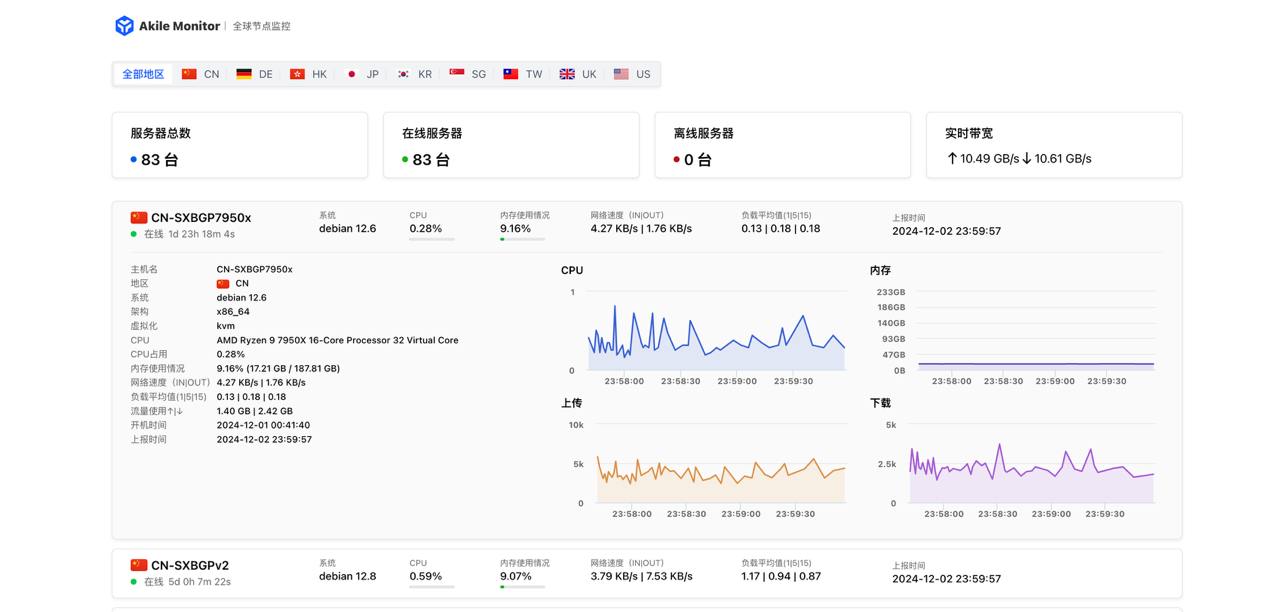 Akile Monitor | 全球节点监控
全部地区 CN DE HK JP KR SG TW UK US
服务器总数 在线服务器 离线服务器 实时带宽
83 台 83 台 0 台 ↑ 10.49 GB/s ↓ 10.61 GB/s
CN-SXBGP7950x 系统 CPU 内存使用情况 网络速度（IN|OUT） 负载平均值(1|5|15) 上报时间
在线 1d 23h 18m 4s debian 12.6 0.28% 9.16% 4.27 KB/s | 1.76 KB/s 0.13 | 0.18 | 0.18 2024-12-02 23:59:57
主机名 CN-SXBGP7950x
地区 CN
系统 debian 12.6
架构 x86_64
虚拟化 kvm
CPU AMD Ryzen 9 7950X 16-Core Processor 32 Virtual Core
CPU占用 0.28%
内存使用情况 9.16% (17.21 GB / 187.81 GB)
网络速度（IN|OUT） 4.27 KB/s | 1.76 KB/s
负载平均值(1|5|15) 0.13 | 0.18 | 0.18
流量使用↑|↓ 1.40 GB | 2.42 GB
开机时间 2024-12-01 00:41:40
上报时间 2024-12-02 23:59:57
CPU
1
0
23:58:00 23:58:30 23:59:00 23:59:30
内存
233GB
186GB
140GB
93GB
47GB
0B
23:58:00 23:58:30 23:59:00 23:59:30
上传
10k
5k
0
23:58:00 23:58:30 23:59:00 23:59:30
下载
5k
2.5k
0
23:58:00 23:58:30 23:59:00 23:59:30
CN-SXBGPv2 系统 CPU 内存使用情况 网络速度（IN|OUT） 负载平均值(1|5|15) 上报时间
在线 5d 0h 7m 22s debian 12.8 0.59% 9.07% 3.79 KB/s | 7.53 KB/s 1.17 | 0.94 | 0.87 2024-12-02 23:59:57